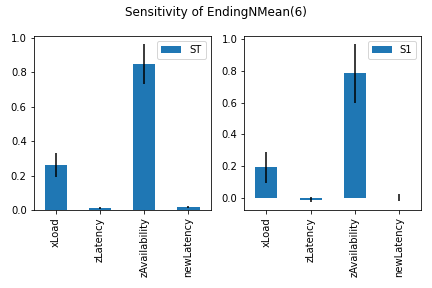 Sensitivity of EndingNMean(6)
ST
1.0
0.8
0.6
0.4
0.2
0.0
xLoad
zLatency
zAvailability
newLatency
S1
1.0
0.8
0.6
0.4
0.2
0.0
xLoad
zLatency
zAvailability
newLatency